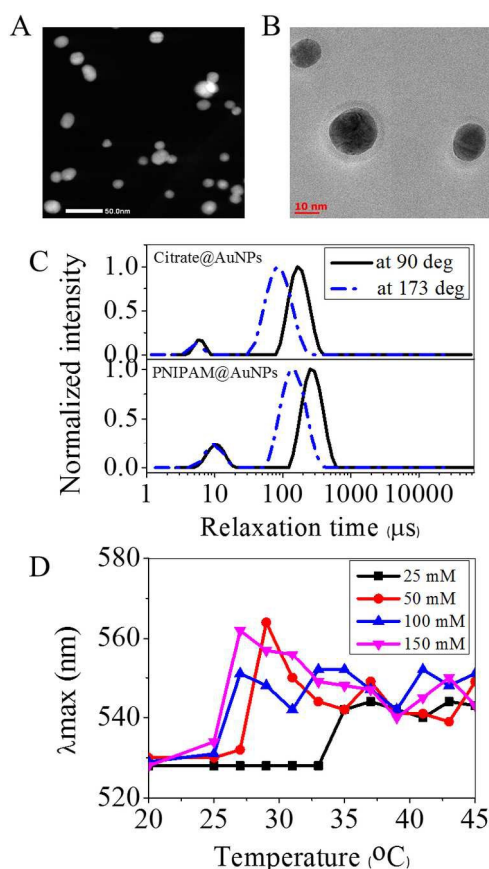 A
B
50.0nm
10 nm
C
Citrate@AuNPs
at 90 deg
at 173 deg
1.0
0.5
0.0
PNIPAM@AuNPs
1.0
0.5
0.0
Normalized intensity
1 10 100 1000 10000
Relaxation time (μs)
D
25 mM
50 mM
100 mM
150 mM
580
560
540
520
λmax (nm)
20 25 30 35 40 45
Temperature (oC)